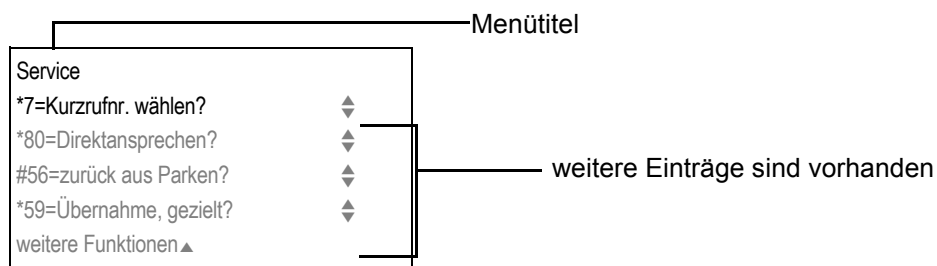 Menütitel
Service
*7=Kurzrufnr. wählen?
*80=Direktansprechen?
#56=zurück aus Parken?
*59=Übernahme, gezielt?
weitere Funktionen
weitere Einträge sind vorhanden